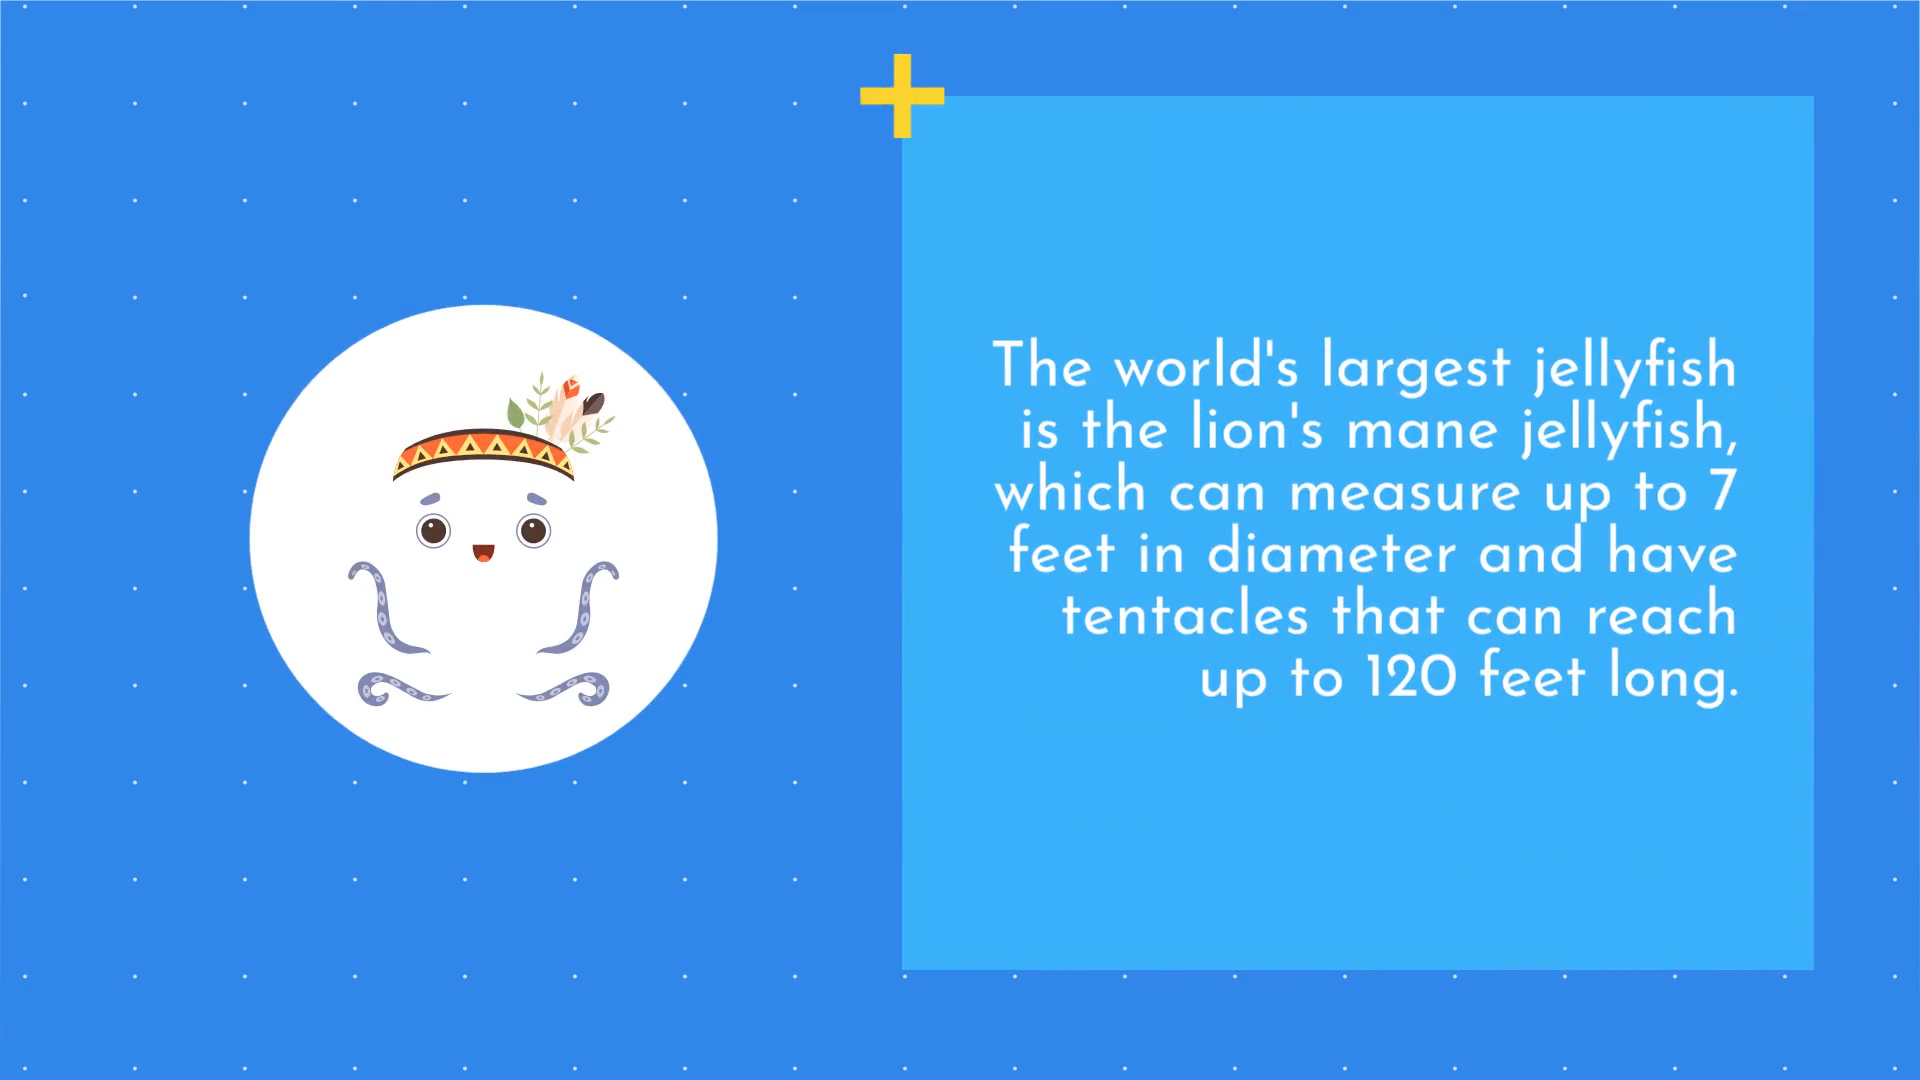 The world's largest jellyfish
is the lion's mane jellyfish,
which can measure up to 7
feet in diameter and have
tentacles that can reach
up to 120 feet long.